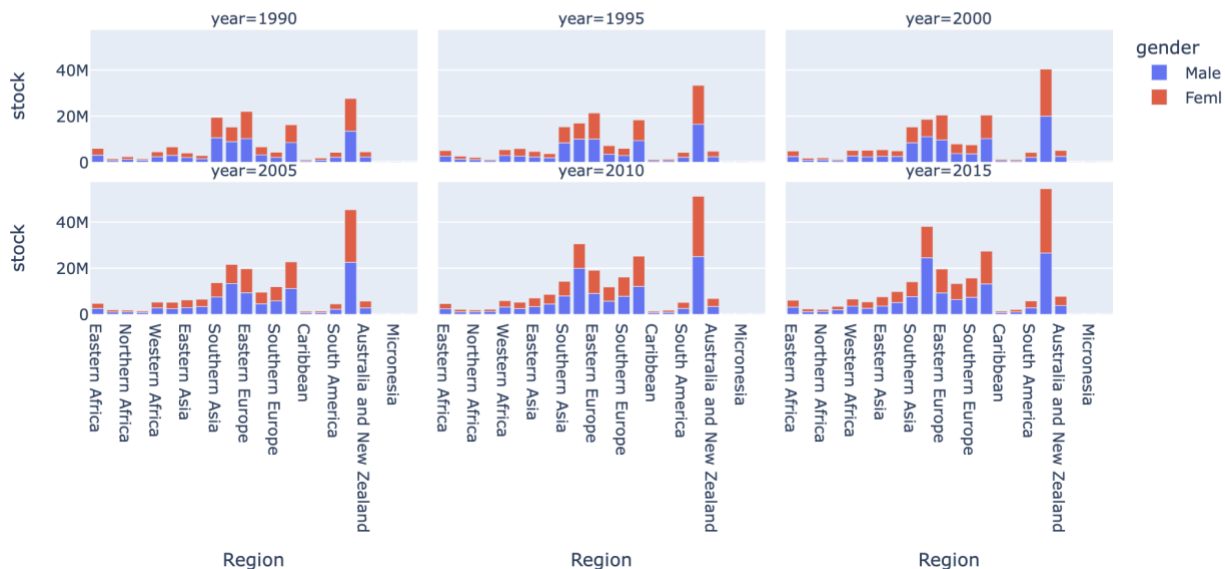 year=1990
year=1995
year=2000
gender
Male
Feml
stock
40M
20M
0
year=2005
year=2010
year=2015
stock
40M
20M
0
Eastern Africa
Northern Africa
Western Africa
Eastern Asia
Southern Asia
Eastern Europe
Southern Europe
Caribbean
South America
Australia and New Zealand
Micronesia
Eastern Africa
Northern Africa
Western Africa
Eastern Asia
Southern Asia
Eastern Europe
Southern Europe
Caribbean
South America
Australia and New Zealand
Micronesia
Eastern Africa
Northern Africa
Western Africa
Eastern Asia
Southern Asia
Eastern Europe
Southern Europe
Caribbean
South America
Australia and New Zealand
Micronesia
Region
Region
Region